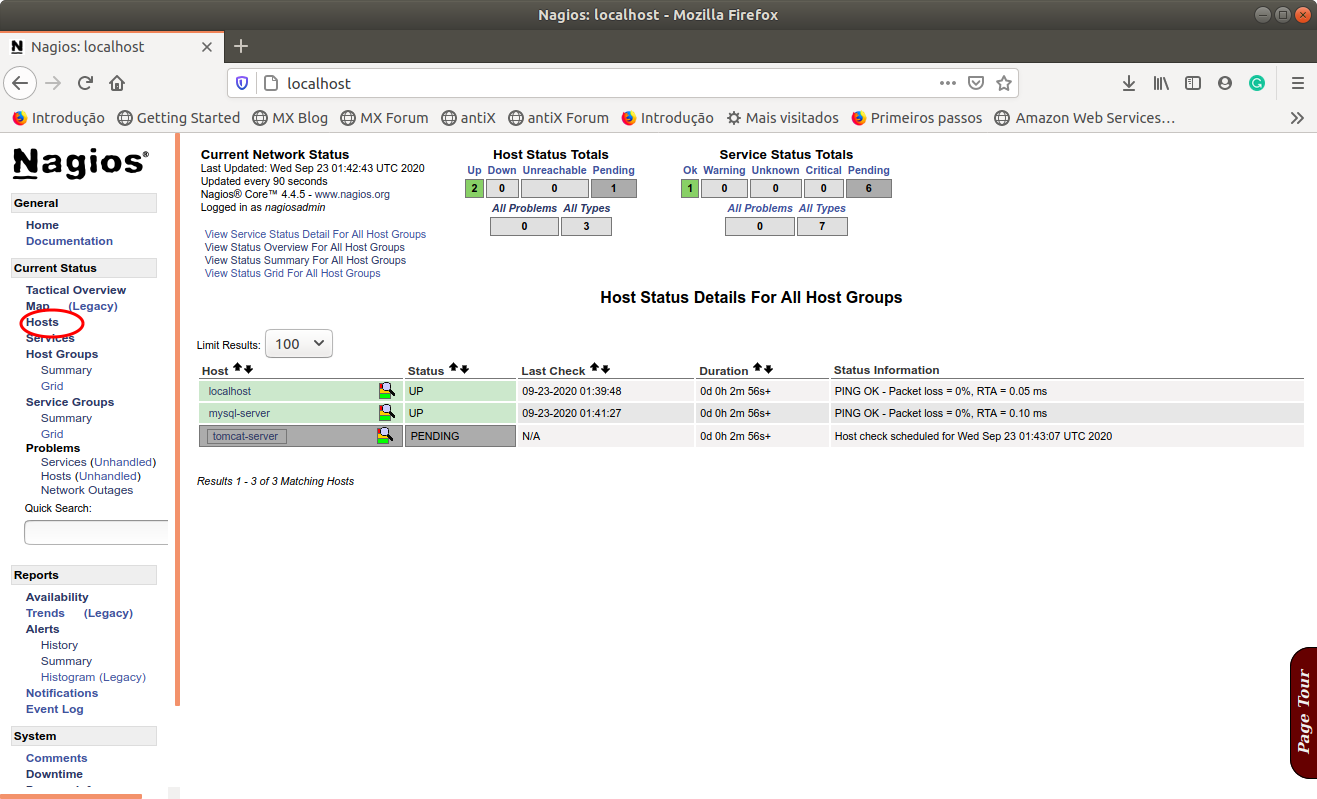 Nagios: localhost - Mozilla Firefox
Nagios: localhost
localhost
Introdução Getting Started MX Blog MX Forum antiX antiX Forum Introdução Mais visitados Primeiros passos Amazon Web Services…
Nagios®
General
Home
Documentation
Current Status
Tactical Overview
Map (Legacy)
Hosts
Services
Host Groups
Summary
Grid
Service Groups
Summary
Grid
Problems
Services (Unhandled)
Hosts (Unhandled)
Network Outages
Quick Search:
Reports
Availability
Trends (Legacy)
Alerts
History
Summary
Histogram (Legacy)
Notifications
Event Log
System
Comments
Downtime
Current Network Status
Last Updated: Wed Sep 23 01:42:43 UTC 2020
Updated every 90 seconds
Nagios® Core™ 4.4.5 - www.nagios.org
Logged in as nagiosadmin
View Service Status Detail For All Host Groups
View Status Overview For All Host Groups
View Status Summary For All Host Groups
View Status Grid For All Host Groups
Host Status Totals
Up Down Unreachable Pending
2 0 0 1
All Problems All Types
0 3
Service Status Totals
Ok Warning Unknown Critical Pending
1 0 0 0 6
All Problems All Types
0 7
Host Status Details For All Host Groups
Limit Results: 100
Host Status Last Check Duration Status Information
localhost UP 09-23-2020 01:39:48 0d 0h 2m 56s+ PING OK - Packet loss = 0%, RTA = 0.05 ms
mysql-server UP 09-23-2020 01:41:27 0d 0h 2m 56s+ PING OK - Packet loss = 0%, RTA = 0.10 ms
tomcat-server PENDING N/A 0d 0h 2m 56s+ Host check scheduled for Wed Sep 23 01:43:07 UTC 2020
Results 1 - 3 of 3 Matching Hosts
Page Tour